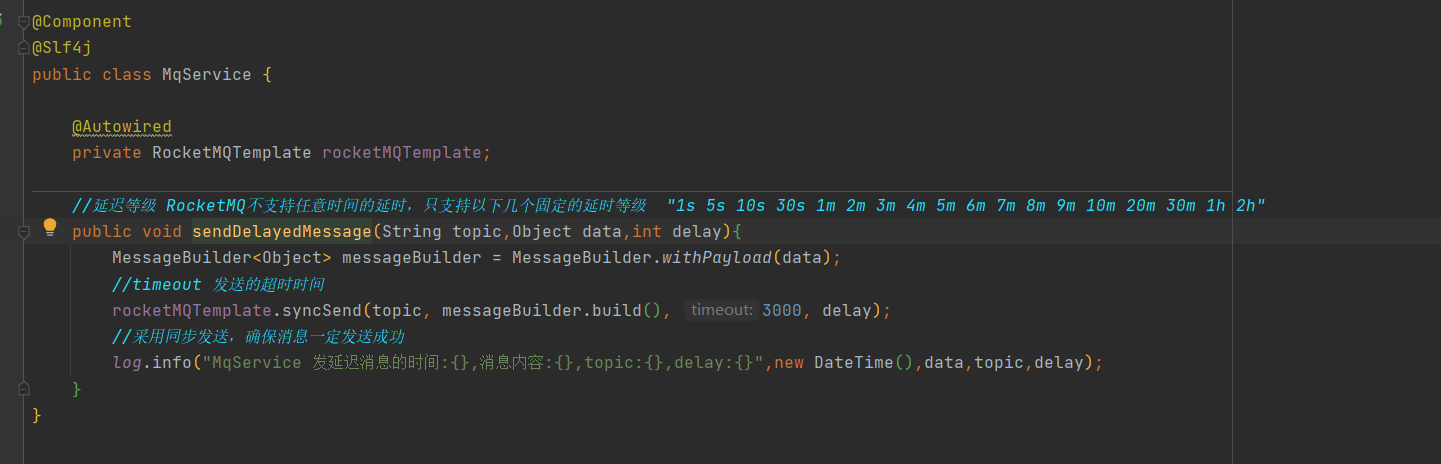 @Component
@Slf4j
public class MqService {
@Autowired
private RocketMQTemplate rocketMQTemplate;
//延迟等级 RocketMQ不支持任意时间的延时，只支持以下几个固定的延时等级  "1s 5s 10s 30s 1m 2m 3m 4m 5m 6m 7m 8m 9m 10m 20m 30m 1h 2h"
public void sendDelayedMessage(String topic,Object data,int delay){
MessageBuilder<Object> messageBuilder = MessageBuilder.withPayload(data);
//timeout 发送的超时时间
rocketMQTemplate.syncSend(topic, messageBuilder.build(), timeout: 3000, delay);
//采用同步发送，确保消息一定发送成功
log.info("MqService 发延迟消息的时间:{},消息内容:{},topic:{},delay:{}",new DateTime(),data,topic,delay);
}
}